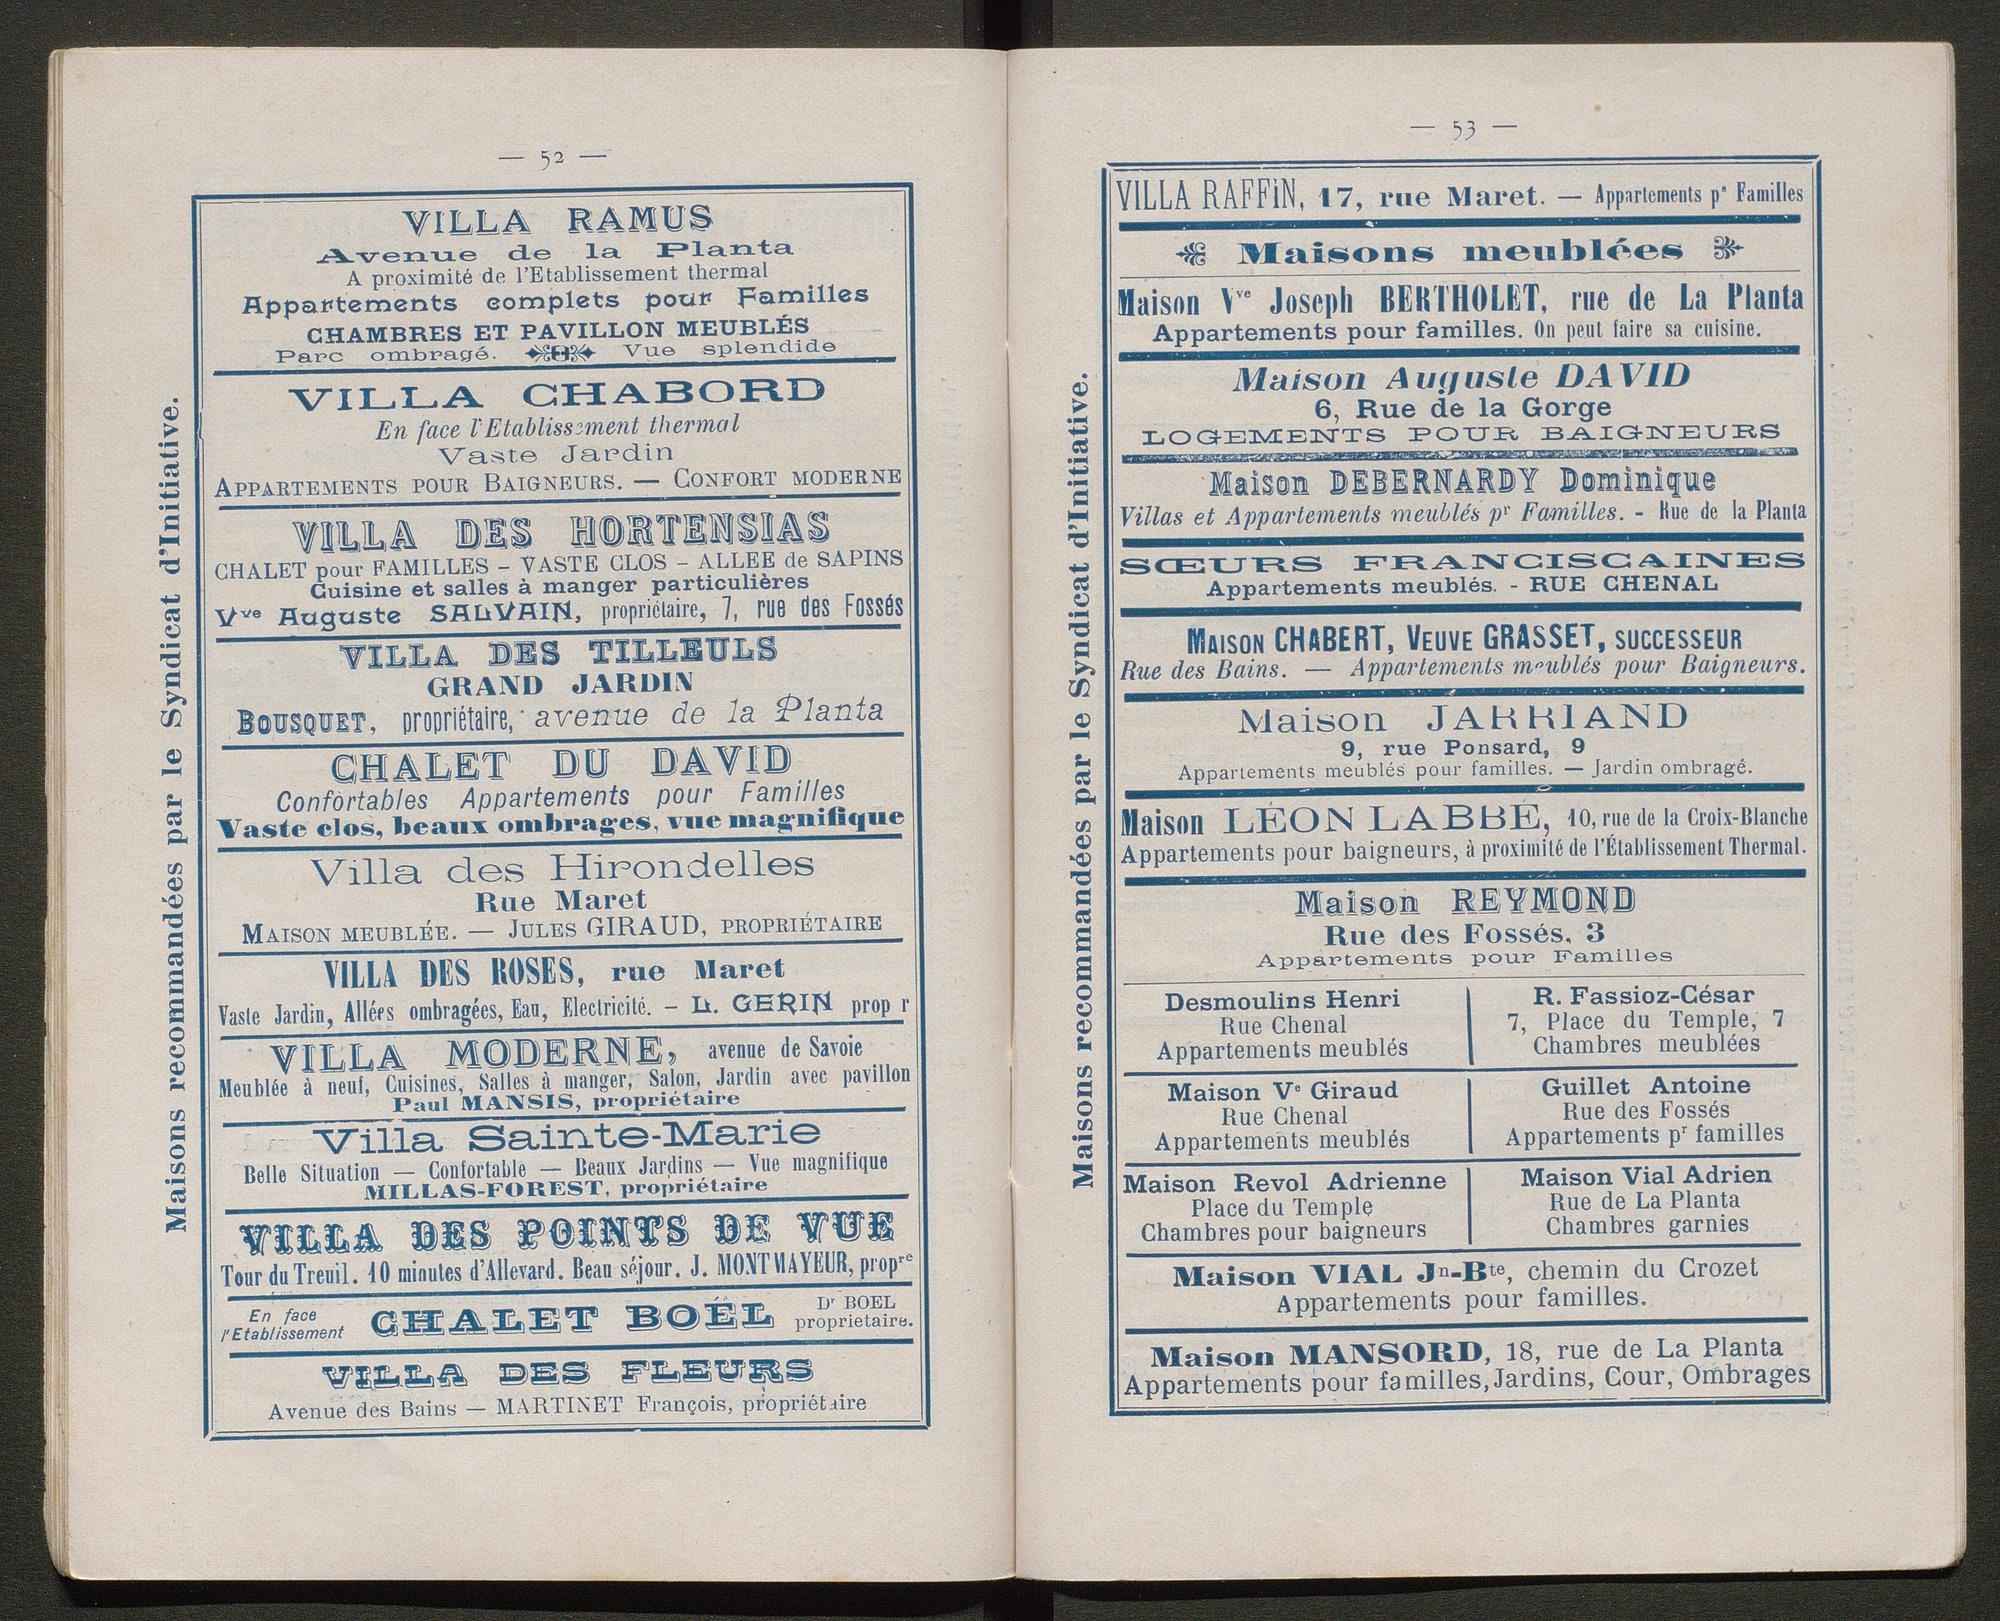 — 52 —
Maisons recommandées par le Syndicat d'Initiative.
VILLA RAMUS
Avenue de la Planta
A proximité de l'Etablissement thermal
Appartements complets pour Familles
CHAMBRES ET PAVILLON MEUBLÉS
Parc ombragé. Vue splendide
VILLA CHABORD
En face l'Etablissement thermal
Vaste Jardin
APPARTEMENTS POUR BAIGNEURS. — CONFORT MODERNE
VILLA DES HORTENSIAS
CHALET pour FAMILLES – VASTE CLOS – ALLEE de SAPINS
Cuisine et salles à manger particulières
Vve Auguste SALVAIN, propriétaire, 7, rue des Fossés
VILLA DES TILLEULS
GRAND JARDIN
BOUSQUET, propriétaire, avenue de la Planta
CHALET DU DAVID
Confortables Appartements pour Familles
Vaste clos, beaux ombrages, vue magnifique
Villa des Hirondelles
Rue Maret
MAISON MEUBLÉE. — JULES GIRAUD, PROPRIÉTAIRE
VILLA DES ROSES, rue Maret
Vaste Jardin, Allées ombragées, Eau, Electricité. – L. GERIN prop r
VILLA MODERNE, avenue de Savoie
Meublée à neuf, Cuisines, Salles à manger, Salon, Jardin avec pavillon
Paul MANSIS, propriétaire
Villa Sainte-Marie
Belle Situation — Confortable — Beaux Jardins — Vue magnifique
MILLAS-FOREST, propriétaire
VILLA DES POINTS DE VUE
Tour du Treuil. 10 minutes d'Allevard. Beau séjour. J. MONTMAYEUR, propre
En face
l'Etablissement
CHALET BOËL
Dr BOEL
proprietaire.
VILLA DES FLEURS
Avenue des Bains — MARTINET François, propriétaire
— 53 —
Maisons recommandées par le Syndicat d'Initiative.
VILLA RAFFIN, 17, rue Maret. — Appartements pr Familles
Maisons meublées
Maison Vve Joseph BERTHOLET, rue de La Planta
Appartements pour familles. On peut faire sa cuisine.
Maison Auguste DAVID
6, Rue de la Gorge
LOGEMENTS POUR BAIGNEURS
Maison DEBERNARDY Dominique
Villas et Appartements meublés pr Familles. - Rue de la Planta
SŒURS FRANCISCAINES
Appartements meublés. - RUE CHENAL
MAISON CHABERT, VEUVE GRASSET, SUCCESSEUR
Rue des Bains. — Appartements meublés pour Baigneurs.
Maison JARRIAND
9, rue Ponsard, 9
Appartements meublés pour familles. — Jardin ombragé.
Maison LÉON LABBÉ, 10, rue de la Croix-Blanche
Appartements pour baigneurs, à proximité de l'Établissement Thermal.
Maison REYMOND
Rue des Fossés, 3
Appartements pour Familles
Desmoulins Henri
Rue Chenal
Appartements meublés
R. Fassioz-César
7, Place du Temple, 7
Chambres meublées
Maison Ve Giraud
Rue Chenal
Appartements meublés
Guillet Antoine
Rue des Fossés
Appartements pr familles
Maison Revol Adrienne
Place du Temple
Chambres pour baigneurs
Maison Vial Adrien
Rue de La Planta
Chambres garnies
Maison VIAL Jn-Bte, chemin du Crozet
Appartements pour familles.
Maison MANSORD, 18, rue de La Planta
Appartements pour familles, Jardins, Cour, Ombrages